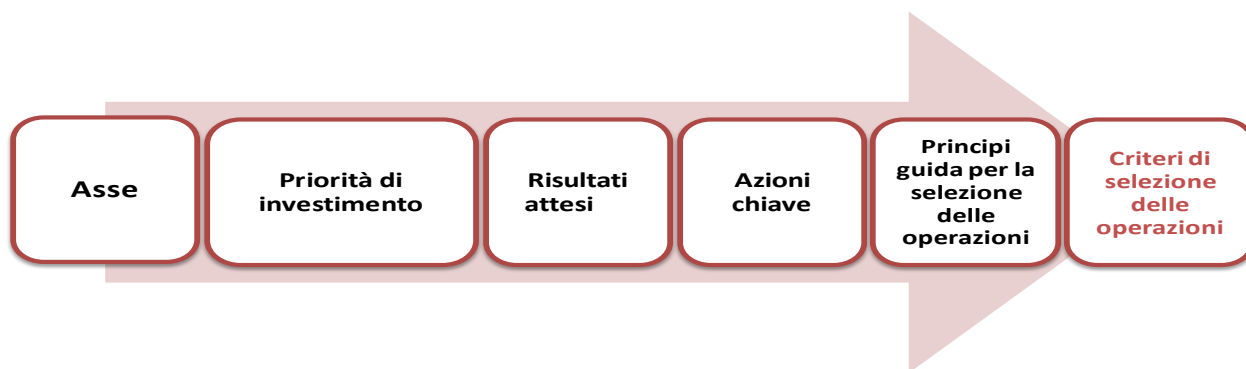 Asse
Priorità di
investimento
Risultati
attesi
Azioni
chiave
Principi
guida per la
selezione
delle
operazioni
Criteri di
selezione
delle
operazioni